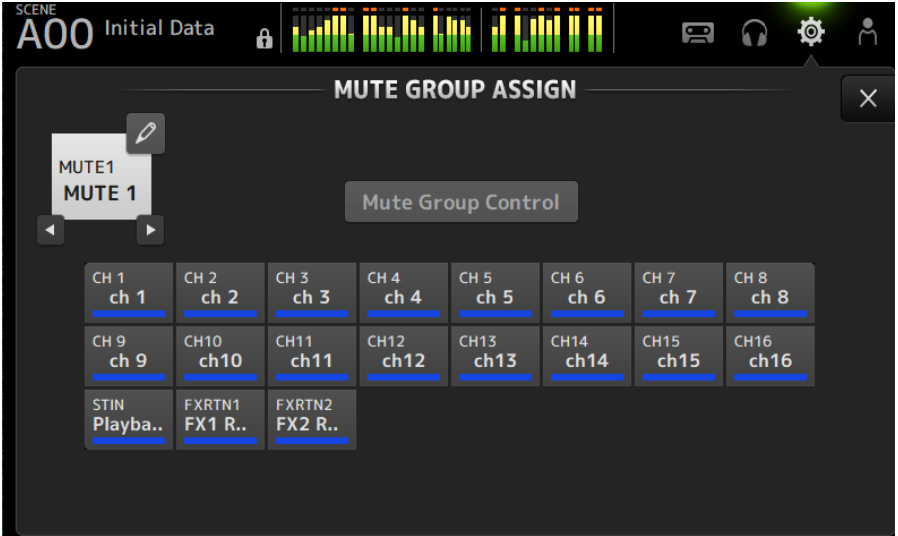 SCENE
A00 Initial Data
MUTE GROUP ASSIGN
MUTE1
MUTE 1
Mute Group Control
CH 1 CH 2 CH 3 CH 4 CH 5 CH 6 CH 7 CH 8
ch 1 ch 2 ch 3 ch 4 ch 5 ch 6 ch 7 ch 8
CH 9 CH10 CH11 CH12 CH13 CH14 CH15 CH16
ch 9 ch10 ch11 ch12 ch13 ch14 ch15 ch16
STIN FXRTN1 FXRTN2
Playba.. FX1 R.. FX2 R..